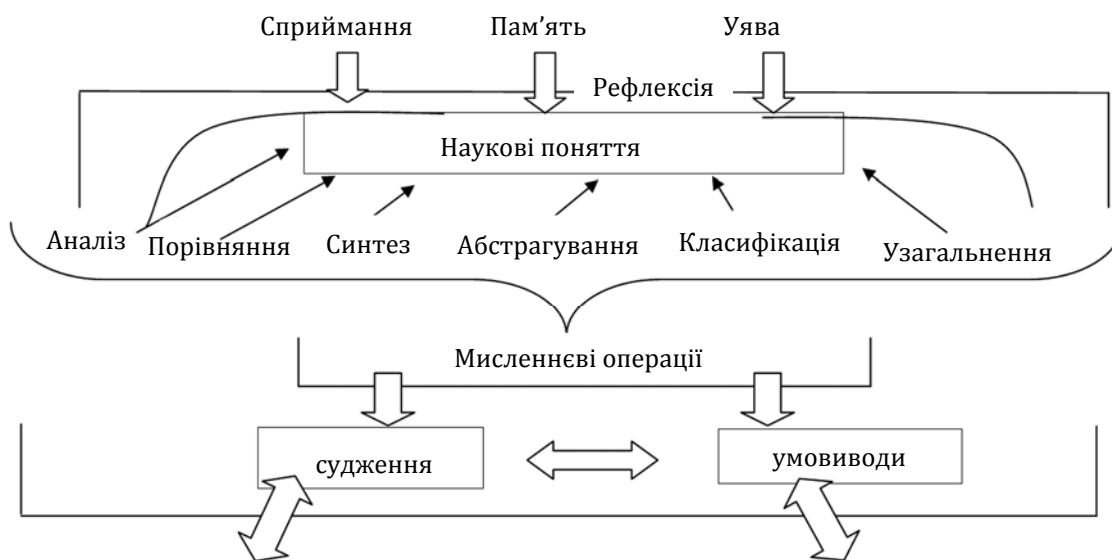 Сприймання Пам’ять Уява
Рефлексія
Наукові поняття
Аналіз Порівняння Синтез Абстрагування Класифікація Узагальнення
Мисленнєві операції
судження умовиводи